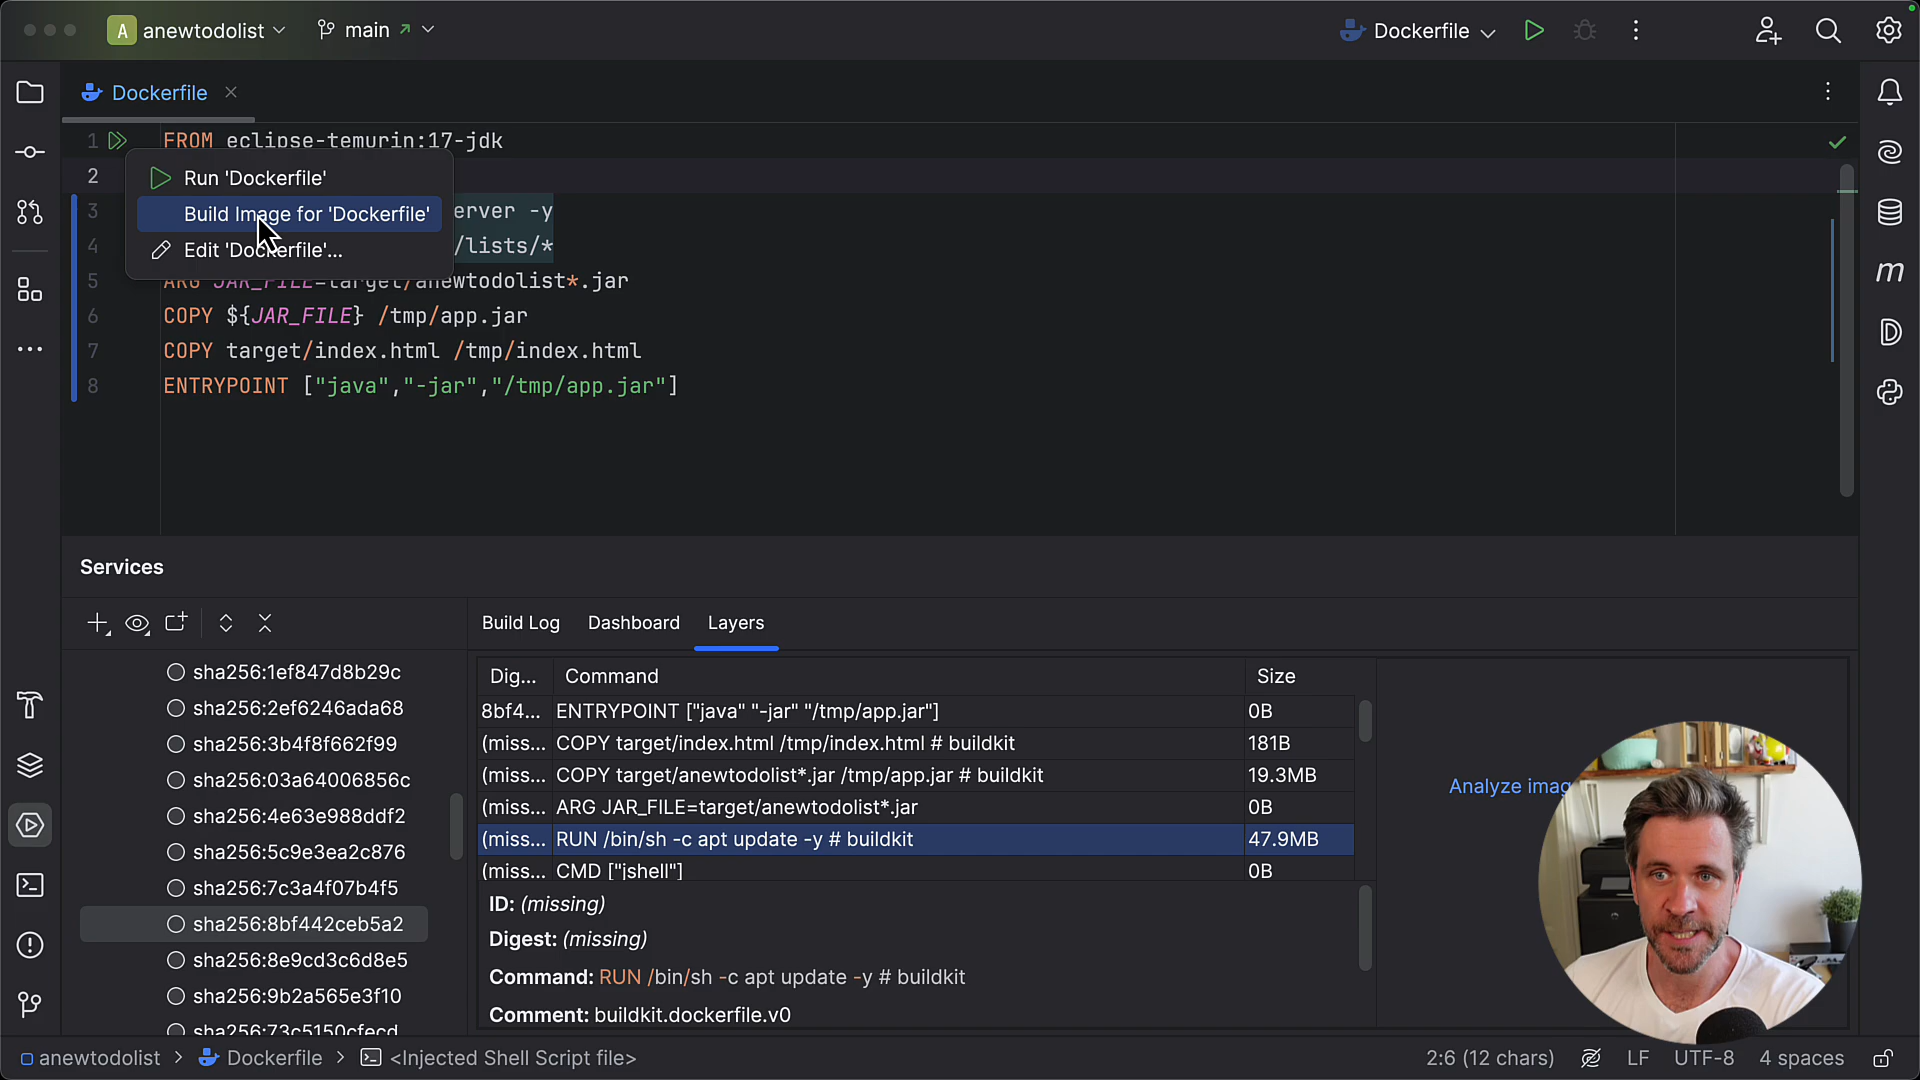 A anewtodolist main Dockerfile
Dockerfile
1 FROM eclipse-temurin:17-jdk
2
Run 'Dockerfile'
3 erver -y
Build Image for 'Dockerfile'
4 /lists/*
Edit 'Dockerfile'...
5 ARG JAR_FILE=target/anewtodolist*.jar
6 COPY ${JAR_FILE} /tmp/app.jar
7 COPY target/index.html /tmp/index.html
8 ENTRYPOINT ["java","-jar","/tmp/app.jar"]
Services
Build Log Dashboard Layers
sha256:1ef847d8b29c
sha256:2ef6246ada68
sha256:3b4f8f662f99
sha256:03a64006856c
sha256:4e63e988ddf2
sha256:5c9e3ea2c876
sha256:7c3a4f07b4f5
sha256:8bf442ceb5a2
sha256:8e9cd3c6d8e5
sha256:9b2a565e3f10
sha256:73c5150cfecd
Dig... Command Size
8bf4... ENTRYPOINT ["java" "-jar" "/tmp/app.jar"] 0B
(miss... COPY target/index.html /tmp/index.html # buildkit 181B
(miss... COPY target/anewtodolist*.jar /tmp/app.jar # buildkit 19.3MB
(miss... ARG JAR_FILE=target/anewtodolist*.jar 0B
(miss... RUN /bin/sh -c apt update -y # buildkit 47.9MB
(miss... CMD ["jshell"] 0B
ID: (missing)
Digest: (missing)
Command: RUN /bin/sh -c apt update -y # buildkit
Comment: buildkit.dockerfile.v0
Analyze imag
anewtodolist > Dockerfile > <Injected Shell Script file> 2:6 (12 chars) LF UTF-8 4 spaces